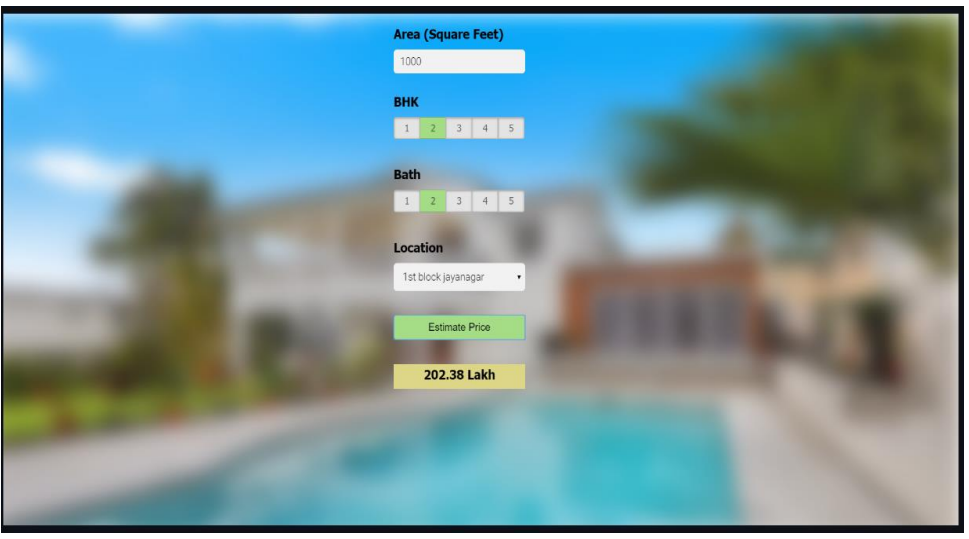 Area (Square Feet)
1000
BHK
1 2 3 4 5
Bath
1 2 3 4 5
Location
1st block jayanagar
Estimate Price
202.38 Lakh